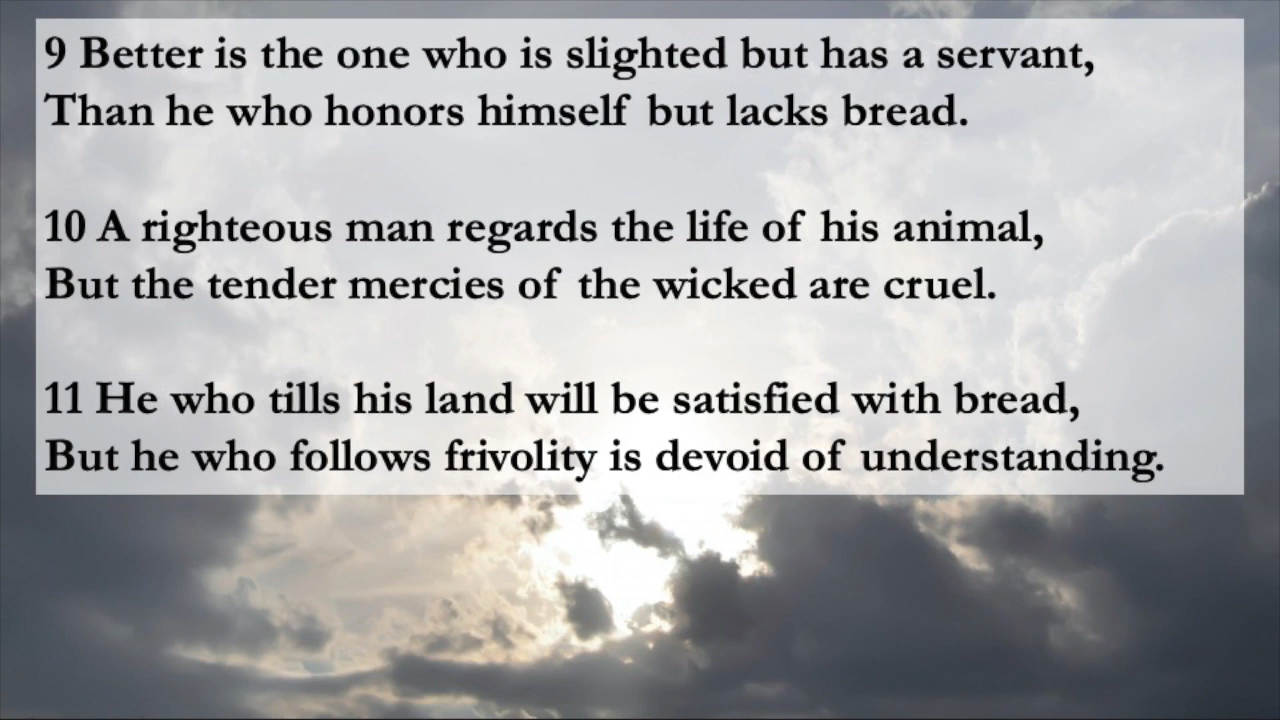 9 Better is the one who is slighted but has a servant,
Than he who honors himself but lacks bread.
10 A righteous man regards the life of his animal,
But the tender mercies of the wicked are cruel.
11 He who tills his land will be satisfied with bread,
But he who follows frivolity is devoid of understanding.